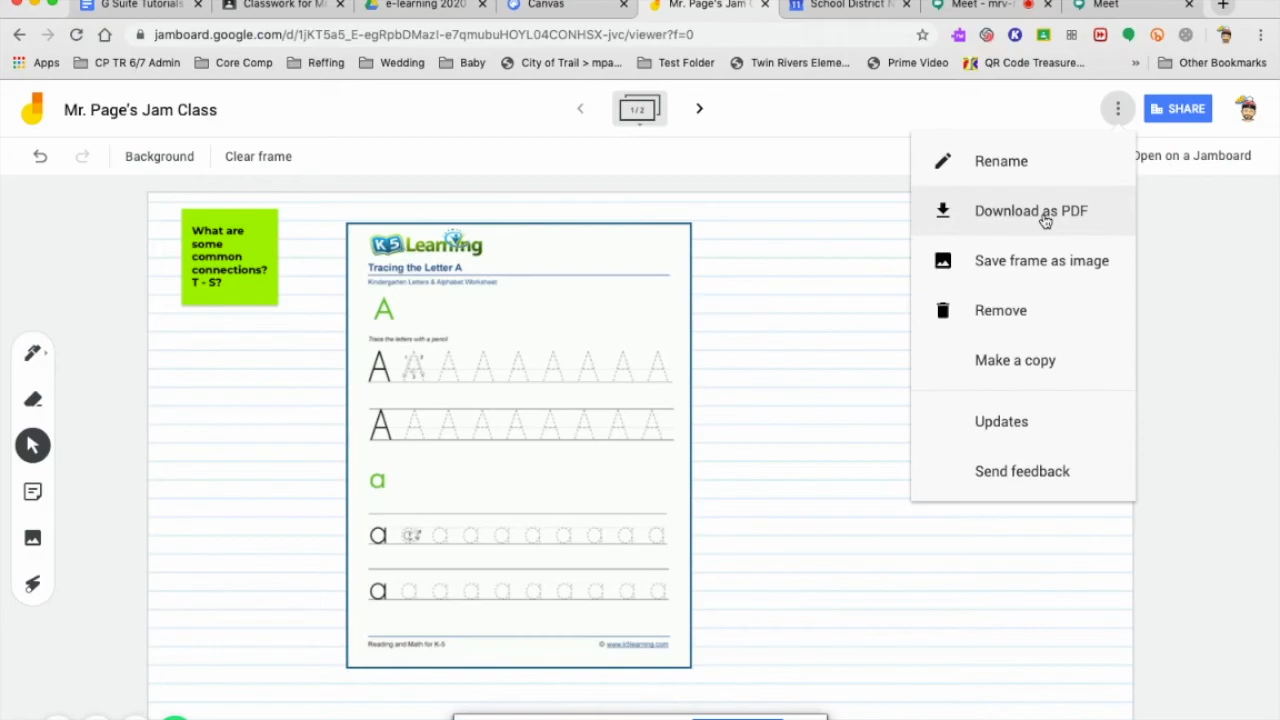 G Suite Tutorials
Classwork for M
e-learning 2020
Canvas
Mr. Page's Jam C
School District N
Meet - mrv-r
Meet
jamboard.google.com/d/1jKT5a5_E-egRpbDMazI-e7qmubuHOYL04CONHSX-jvc/viewer?f=0
Apps
CP TR 6/7 Admin
Core Comp
Reffing
Wedding
Baby
City of Trail > mpa...
Test Folder
Twin Rivers Eleme...
Prime Video
QR Code Treasure...
»
Other Bookmarks
Mr. Page's Jam Class
1/2
SHARE
Background
Clear frame
Open on a Jamboard
Rename
Download as PDF
Save frame as image
Remove
Make a copy
Updates
Send feedback
What are
some
common
connections?
T - S?
K5 Learning
Tracing the Letter A
Kindergarten Letters & Alphabet Worksheet
A
Trace the letters with a pencil
A A A A A A A A A
A A A A A A A A A
a
a a a a a a a a a a
a a a a a a a a a a
Reading and Math for K-5
© www.k5learning.com